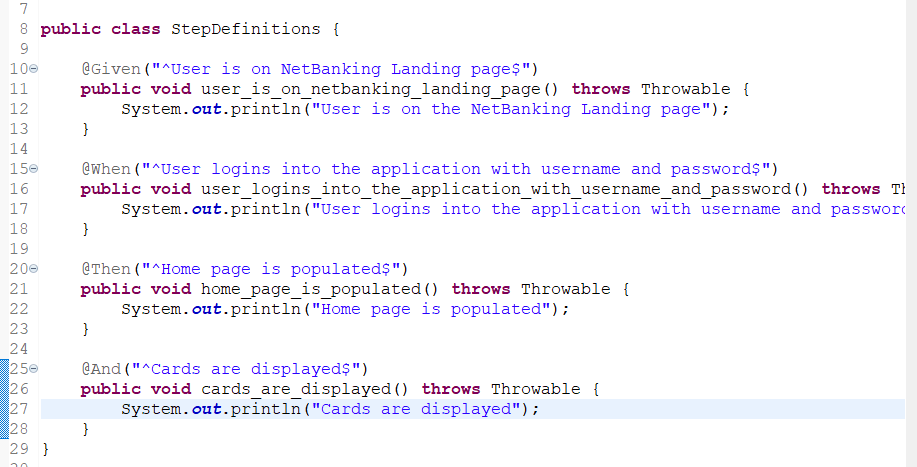 7
8 public class StepDefinitions {
9
10 @Given("^User is on NetBanking Landing page$")
11 public void user_is_on_netbanking_landing_page() throws Throwable {
12 System.out.println("User is on the NetBanking Landing page");
13 }
14
15 @When("^User logins into the application with username and password$")
16 public void user_logins_into_the_application_with_username_and_password() throws
17 System.out.println("User logins into the application with username and
18 }
19
20 @Then("^Home page is populated$")
21 public void home_page_is_populated() throws Throwable {
22 System.out.println("Home page is populated");
23 }
24
25 @And("^Cards are displayed$")
26 public void cards_are_displayed() throws Throwable {
27 System.out.println("Cards are displayed");
28 }
29 }